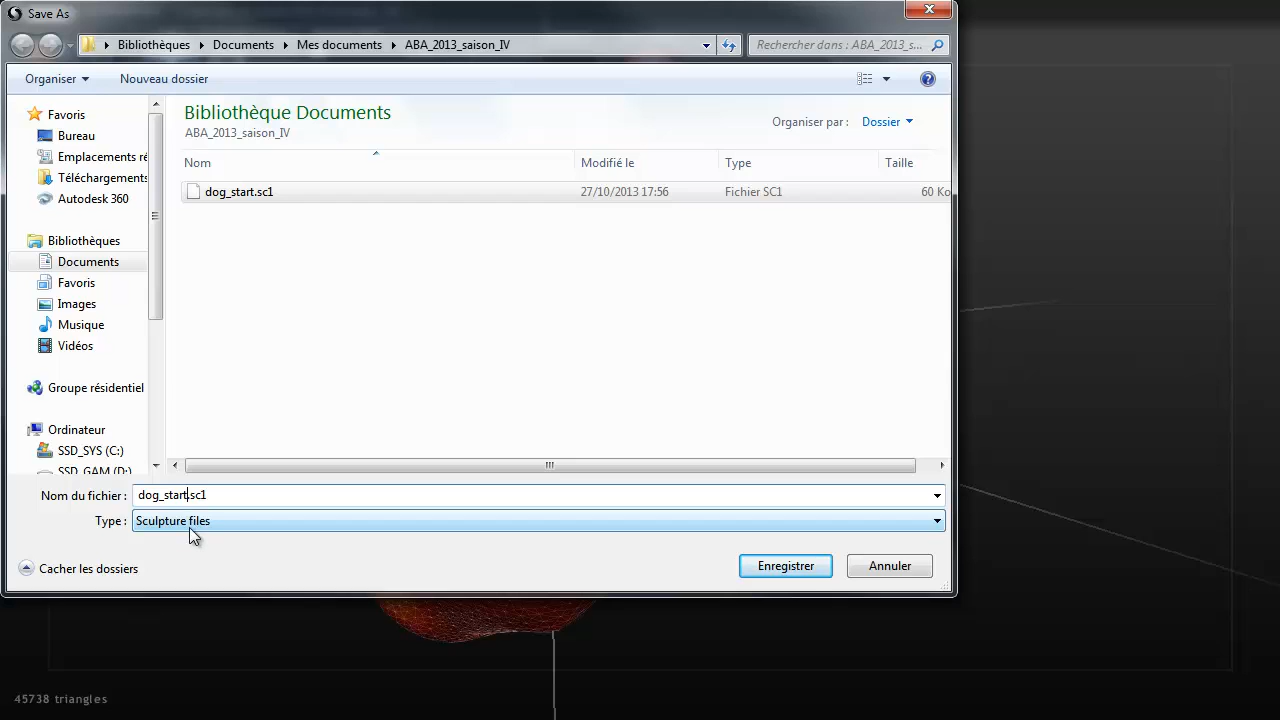 Save As
Bibliothèques Documents Mes documents ABA_2013_saison_IV
Rechercher dans : ABA_2013_s...
Organiser Nouveau dossier
Favoris
Bureau
Emplacements ré
Téléchargements
Autodesk 360
Bibliothèques
Documents
Favoris
Images
Musique
Vidéos
Groupe résidentiel
Ordinateur
SSD_SYS (C:)
SSD_GAM (D:)
Bibliothèque Documents
ABA_2013_saison_IV
Organiser par : Dossier
Nom Modifié le Type Taille
dog_start.sc1 27/10/2013 17:56 Fichier SC1 60 Ko
Nom du fichier : dog_start.sc1
Type : Sculpture files
Cacher les dossiers
Enregistrer Annuler
45738 triangles